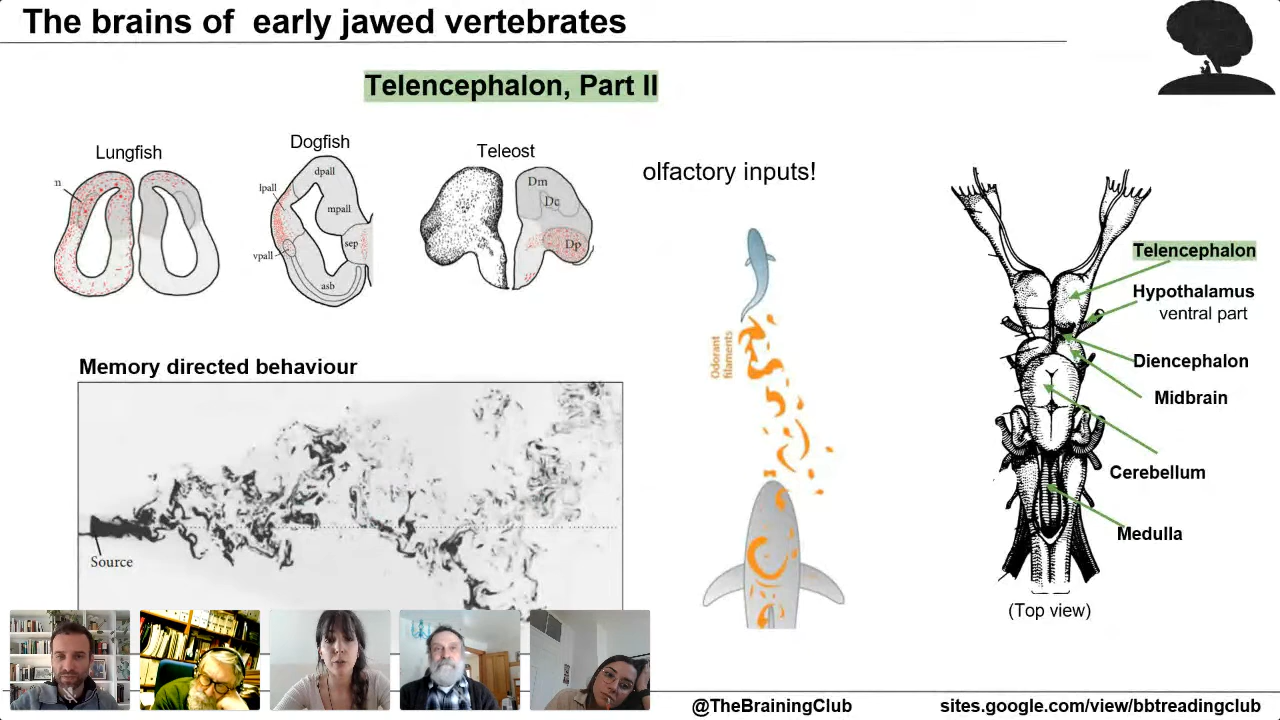 The brains of early jawed vertebrates
Telencephalon, Part II
Lungfish
Dogfish
Teleost
olfactory inputs!
n
lpall
dpall
mpall
sep
vpall
asb
Dm
Dc
Dp
Odorant
filaments
Memory directed behaviour
Source
Telencephalon
Hypothalamus
ventral part
Diencephalon
Midbrain
Cerebellum
Medulla
(Top view)
@TheBrainingClub
sites.google.com/view/bbtreadingclub